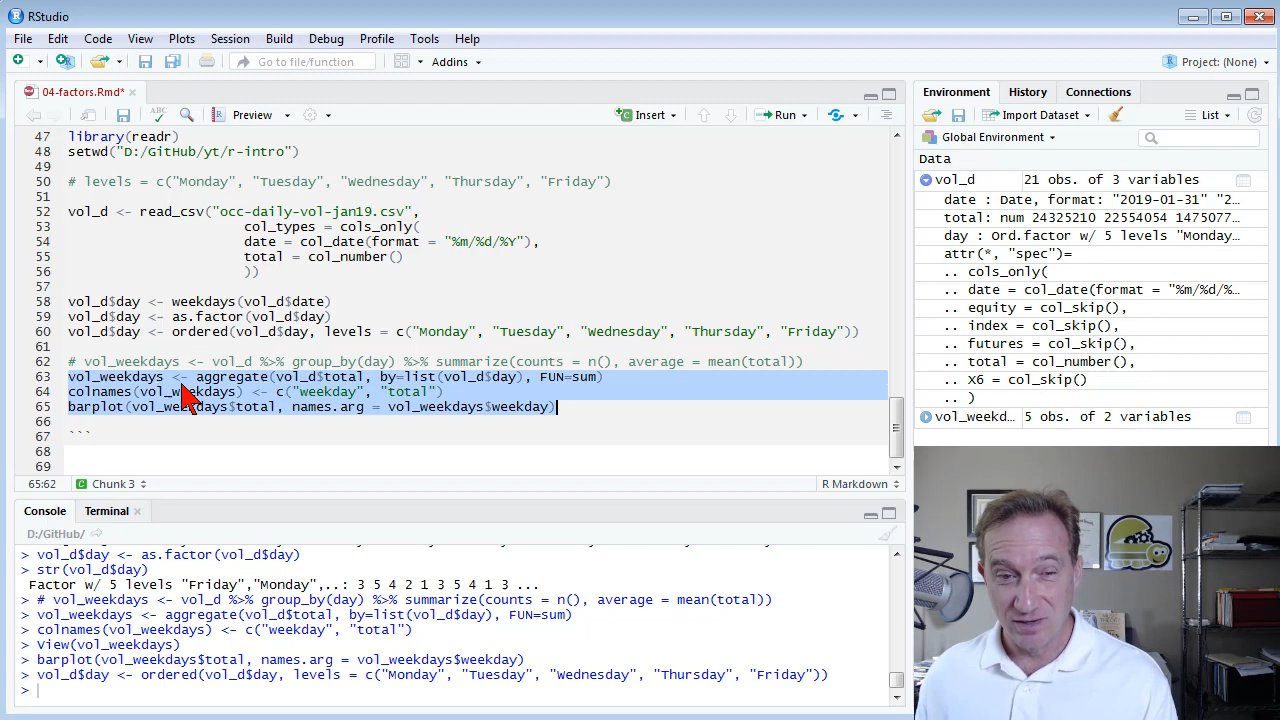 RStudio
File Edit Code View Plots Session Build Debug Profile Tools Help
Go to file/function Addins Project: (None)
04-factors.Rmd*
Preview Insert Run
47 library(readr)
48 setwd("D:/GitHub/yt/r-intro")
49
50 # levels = c("Monday", "Tuesday", "Wednesday", "Thursday", "Friday")
51
52 vol_d <- read_csv("occ-daily-vol-jan19.csv",
53 col_types = cols_only(
54 date = col_date(format = "%m/%d/%Y"),
55 total = col_number()
56 ))
57
58 vol_d$day <- weekdays(vol_d$date)
59 vol_d$day <- as.factor(vol_d$day)
60 vol_d$day <- ordered(vol_d$day, levels = c("Monday", "Tuesday", "Wednesday", "Thursday", "Friday"))
61
62 # vol_weekdays <- vol_d %>% group_by(day) %>% summarize(counts = n(), average = mean(total))
63 vol_weekdays <- aggregate(vol_d$total, by=list(vol_d$day), FUN=sum)
64 colnames(vol_weekdays) <- c("weekday", "total")
65 barplot(vol_weekdays$total, names.arg = vol_weekdays$weekday)
66
67 ```
68
69
65:62 Chunk 3 R Markdown
Console Terminal
D:/GitHub/
> vol_d$day <- as.factor(vol_d$day)
> str(vol_d$day)
Factor w/ 5 levels "Friday","Monday",..: 3 5 4 2 1 3 5 4 1 3 ...
> # vol_weekdays <- vol_d %>% group_by(day) %>% summarize(counts = n(), average = mean(total))
> vol_weekdays <- aggregate(vol_d$total, by=list(vol_d$day), FUN=sum)
> colnames(vol_weekdays) <- c("weekday", "total")
> View(vol_weekdays)
> barplot(vol_weekdays$total, names.arg = vol_weekdays$weekday)
> vol_d$day <- ordered(vol_d$day, levels = c("Monday", "Tuesday", "Wednesday", "Thursday", "Friday"))
>
Environment History Connections
Import Dataset List
Global Environment
Data
vol_d 21 obs. of 3 variables
date : Date, format: "2019-01-31" "2…
total: num 24325210 22554054 1475077…
day : Ord.factor w/ 5 levels "Monday…
attr(*, "spec")=
.. cols_only(
.. date = col_date(format = "%m/%d/%…
.. equity = col_skip(),
.. index = col_skip(),
.. futures = col_skip(),
.. total = col_number(),
.. X6 = col_skip()
.. )
vol_weekd… 5 obs. of 2 variables